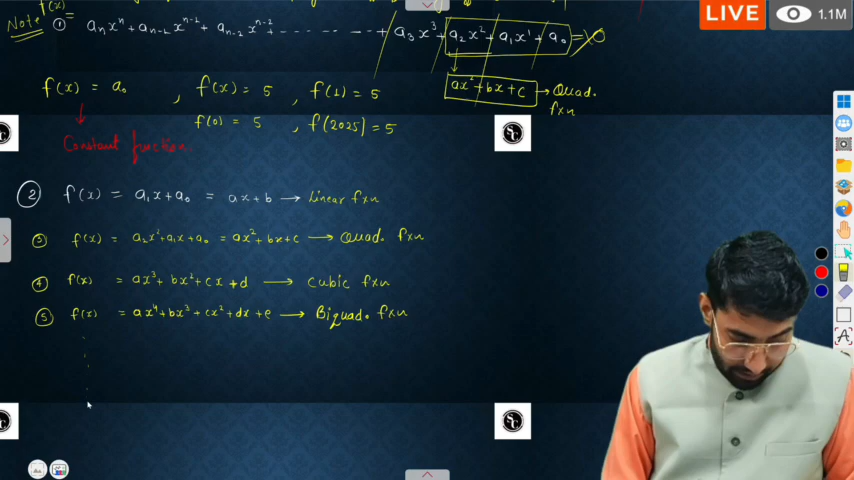 f(x)=
LIVE 1.1M
Note ① aₙxⁿ + aₙ₋₁xⁿ⁻² + aₙ₋₂xⁿ⁻² + ........ + a₃x³ + a₂x² + a₁x¹ + a₀ = 0
ax² + bx + c → Quad. fxn
f(x) = a₀ , f(x) = 5 , f(1) = 5
f(0) = 5 , f(2025) = 5
Constant function
② f(x) = a₁x + a₀ = ax + b → Linear fxn
③ f(x) = a₂x² + a₁x + a₀ = ax² + bx + c → Quad. fxn
④ f(x) = ax³ + bx² + cx + d → Cubic fxn
⑤ f(x) = ax⁴ + bx³ + cx² + dx + e → Biquad. fxn